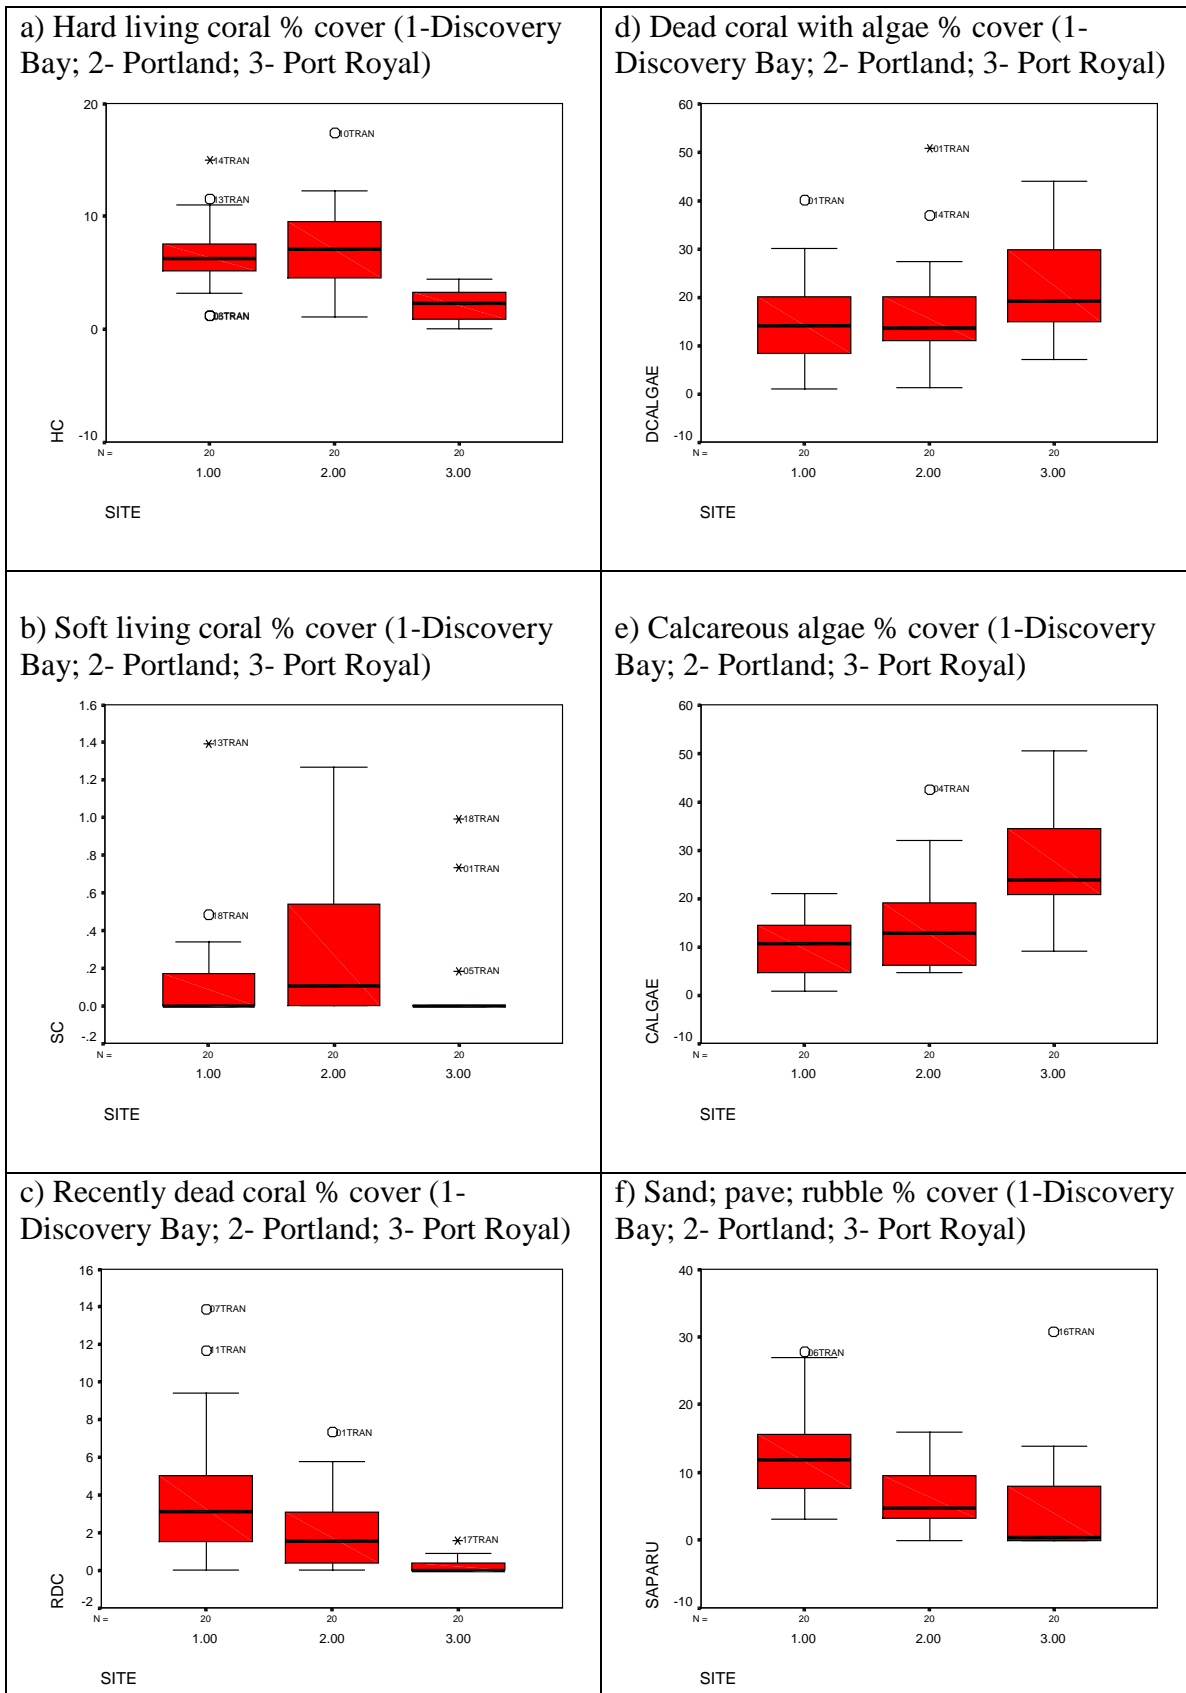 a) Hard living coral % cover (1-Discovery
Bay; 2- Portland; 3- Port Royal)
20
10
0
-10
HC
14TRAN
13TRAN
10TRAN
N =
20
20
20
1.00
2.00
3.00
SITE
d) Dead coral with algae % cover (1-
Discovery Bay; 2- Portland; 3- Port Royal)
60
50
40
30
20
10
0
-10
DCALGAE
01TRAN
01TRAN
14TRAN
N =
20
20
20
1.00
2.00
3.00
SITE
b) Soft living coral % cover (1-Discovery
Bay; 2- Portland; 3- Port Royal)
1.6
1.4
1.2
1.0
.8
.6
.4
.2
0.0
-.2
SC
13TRAN
18TRAN
18TRAN
01TRAN
05TRAN
N =
20
20
20
1.00
2.00
3.00
SITE
e) Calcareous algae % cover (1-Discovery
Bay; 2- Portland; 3- Port Royal)
60
50
40
30
20
10
0
-10
CALGAE
04TRAN
N =
20
20
20
1.00
2.00
3.00
SITE
c) Recently dead coral % cover (1-
Discovery Bay; 2- Portland; 3- Port Royal)
16
14
12
10
8
6
4
2
0
-2
RDC
07TRAN
11TRAN
01TRAN
17TRAN
N =
20
20
20
1.00
2.00
3.00
SITE
f) Sand; pave; rubble % cover (1-Discovery
Bay; 2- Portland; 3- Port Royal)
40
30
20
10
0
-10
SAPARU
06TRAN
16TRAN
N =
20
20
20
1.00
2.00
3.00
SITE